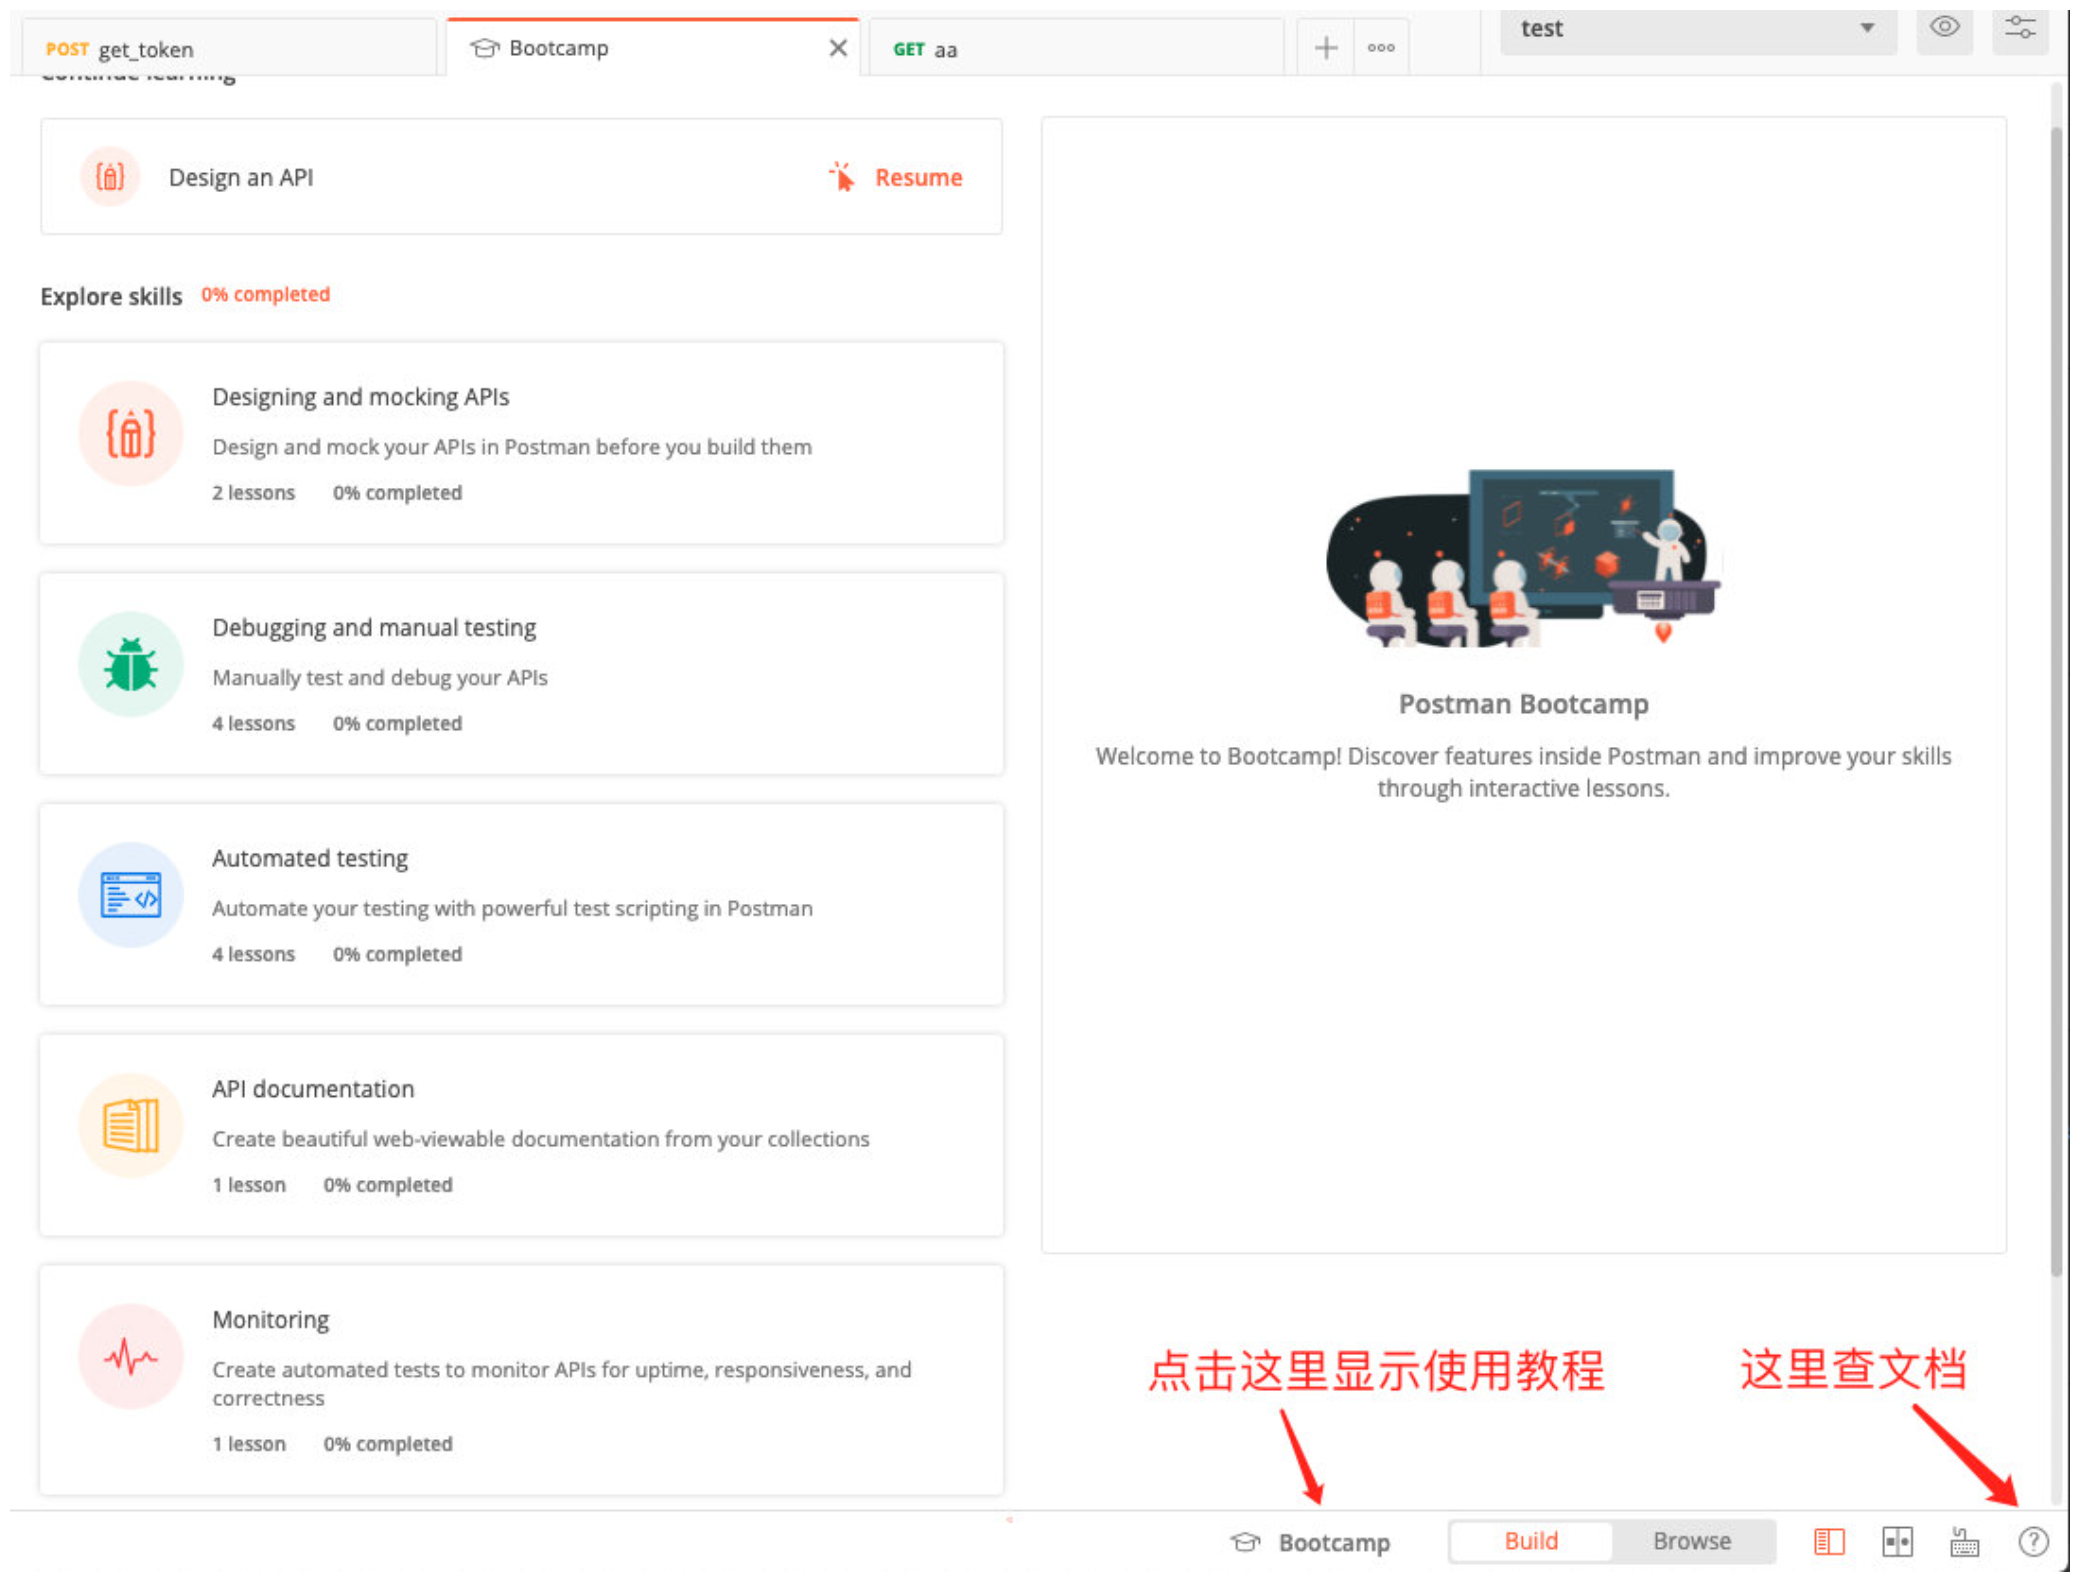 POST get_token
Bootcamp
GET aa
test
Continue learning
Design an API
Resume
Explore skills 0% completed
Designing and mocking APIs
Design and mock your APIs in Postman before you build them
2 lessons 0% completed
Debugging and manual testing
Manually test and debug your APIs
4 lessons 0% completed
Automated testing
Automate your testing with powerful test scripting in Postman
4 lessons 0% completed
API documentation
Create beautiful web-viewable documentation from your collections
1 lesson 0% completed
Monitoring
Create automated tests to monitor APIs for uptime, responsiveness, and
correctness
1 lesson 0% completed
Postman Bootcamp
Welcome to Bootcamp! Discover features inside Postman and improve your skills
through interactive lessons.
点击这里显示使用教程
这里查文档
Bootcamp
Build
Browse